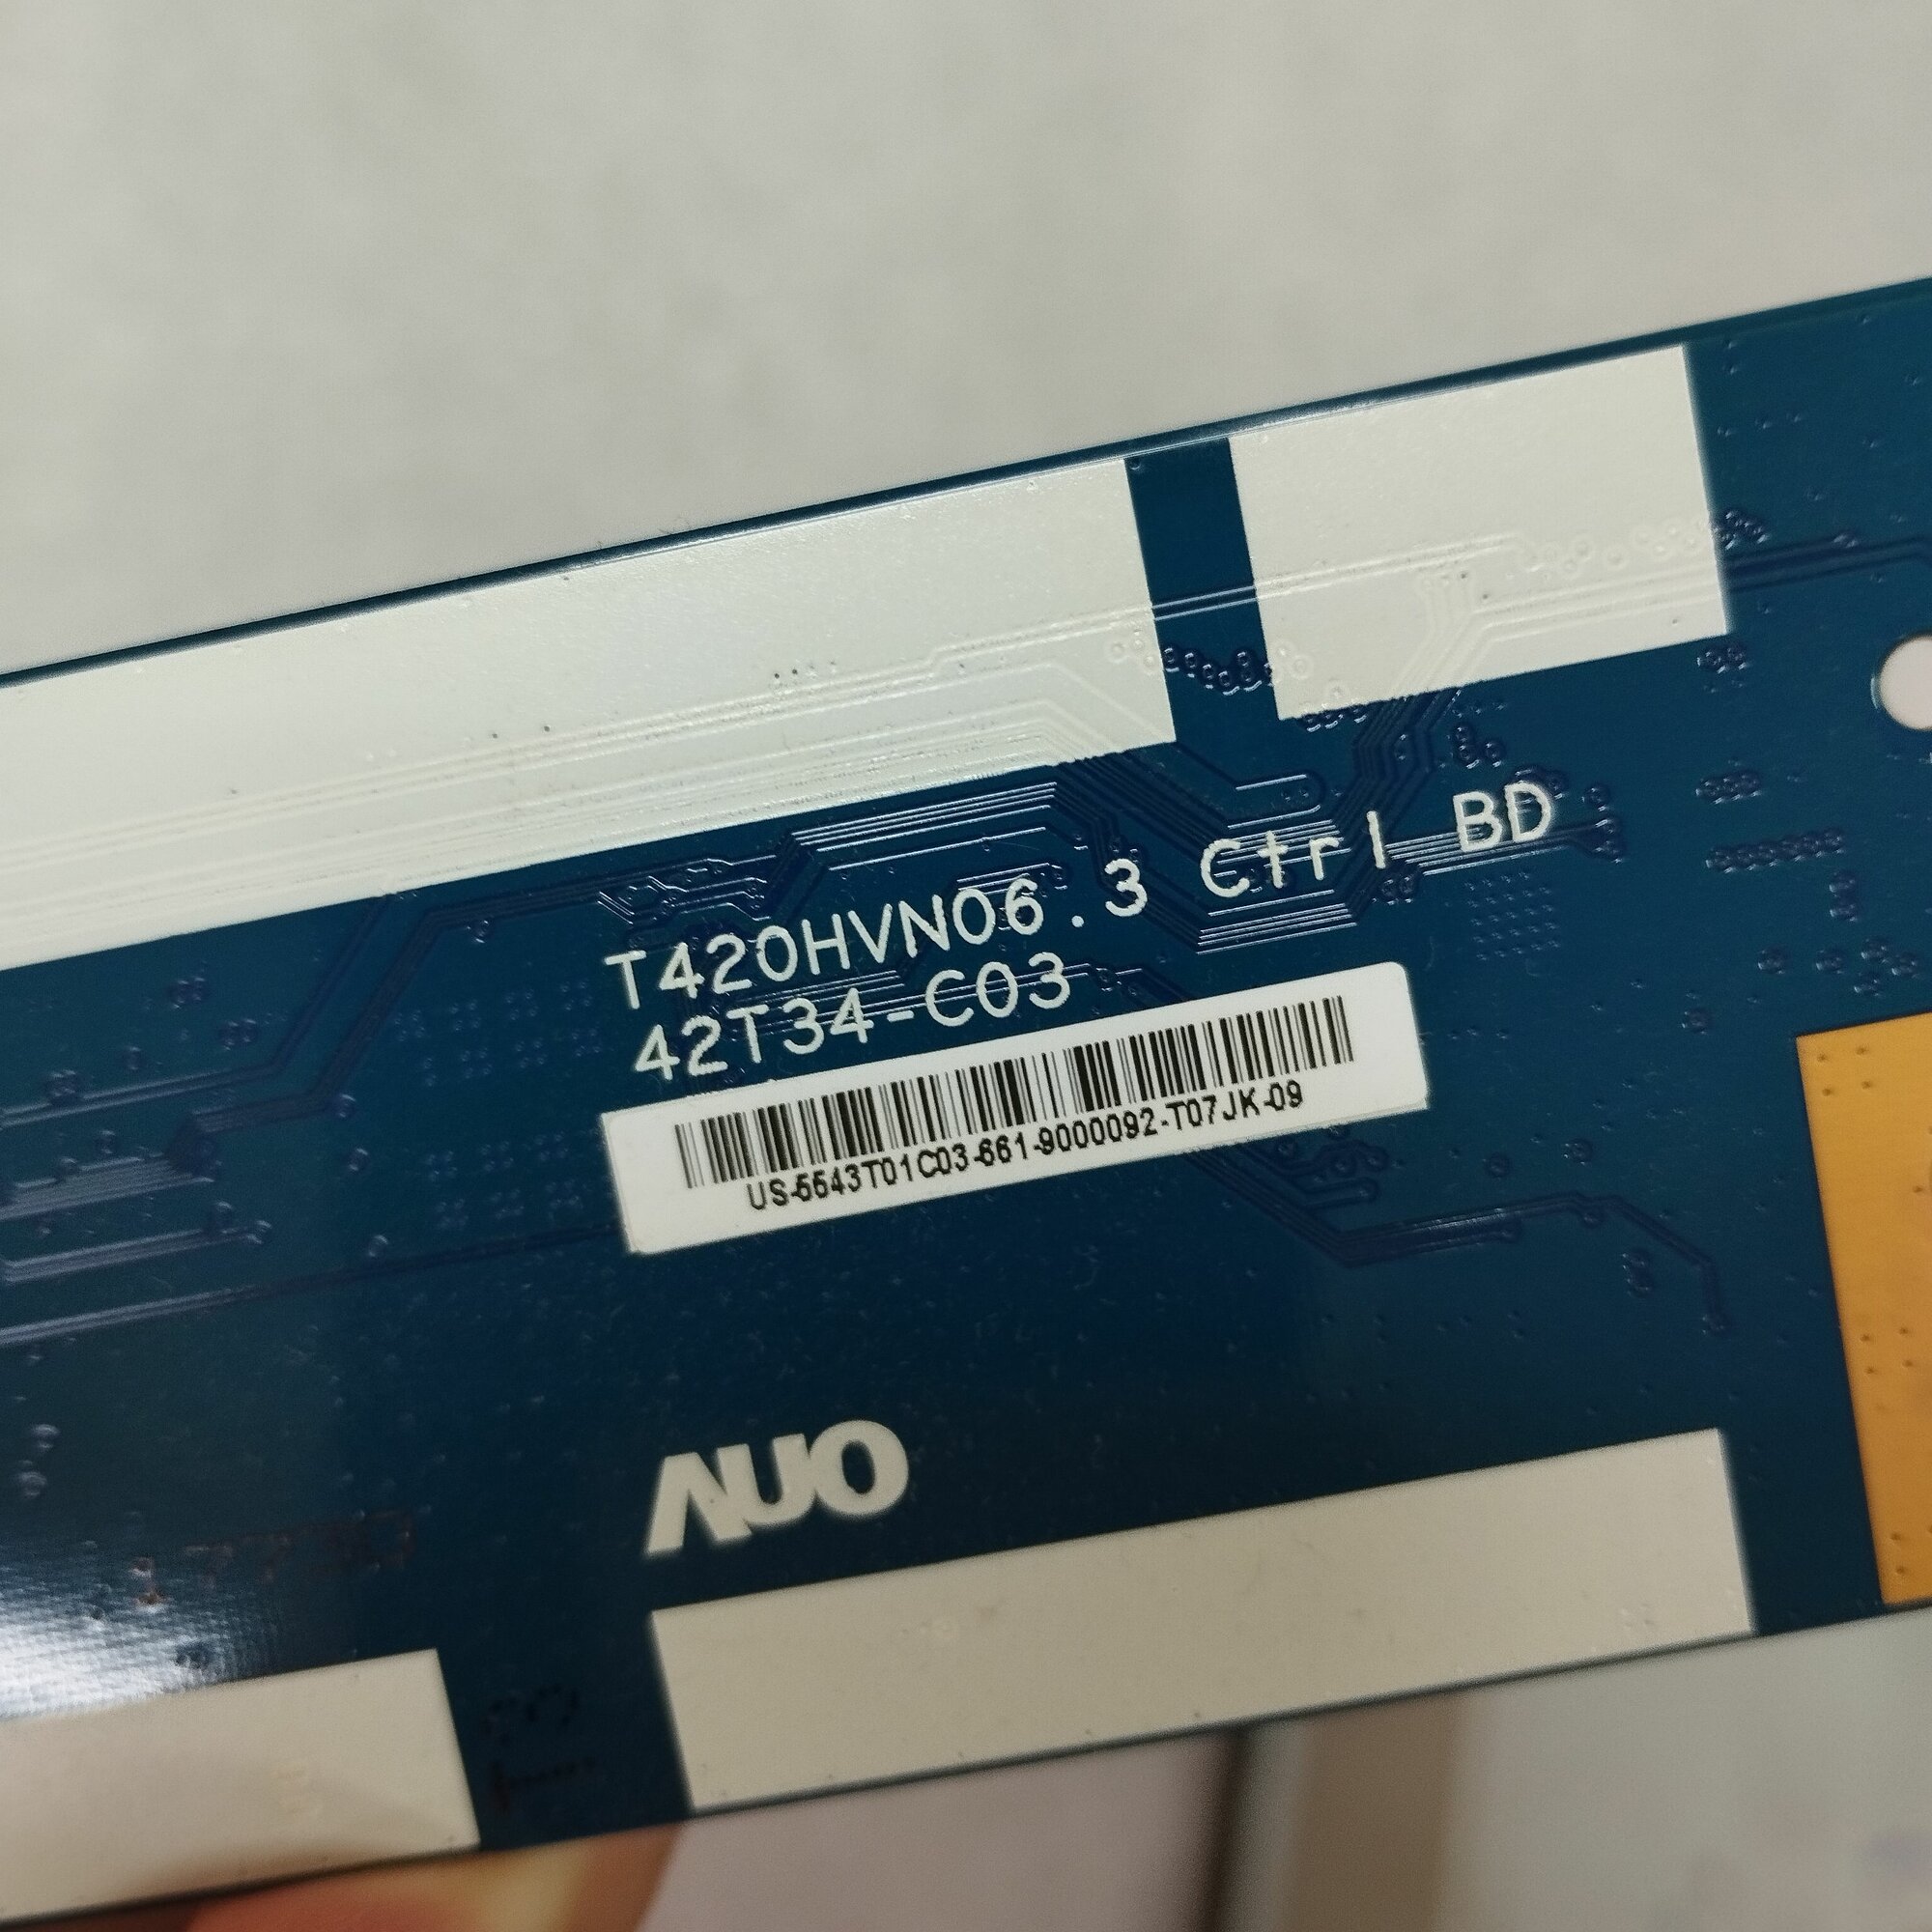 T420HVN06.3 Ctrl BD
42T34-C03
US-5543T01C03-661-9000092-T07JK-09
AUO